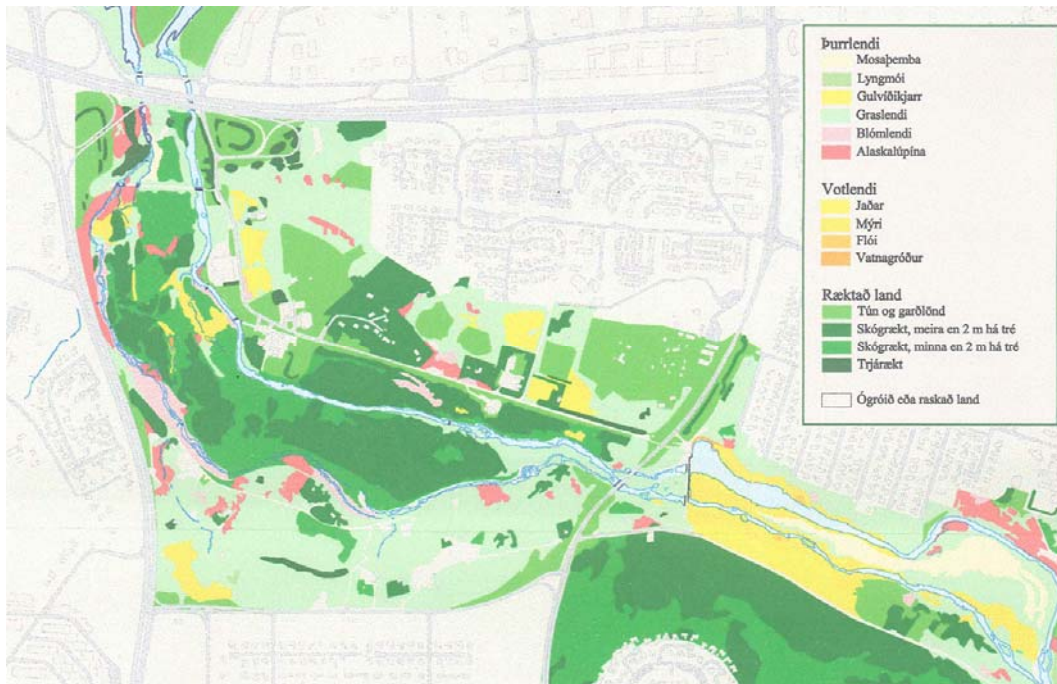 Þurrlendi
Mosaþemba
Lyngmói
Gulvíðikjarr
Graslendi
Blómlendi
Alaskalúpína
Votlendi
Jaðar
Mýri
Flói
Vatnagróður
Ræktað land
Tún og garðlönd
Skógrækt, meira en 2 m há tré
Skógrækt, minna en 2 m há tré
Trjárækt
Ógróið eða raskað land